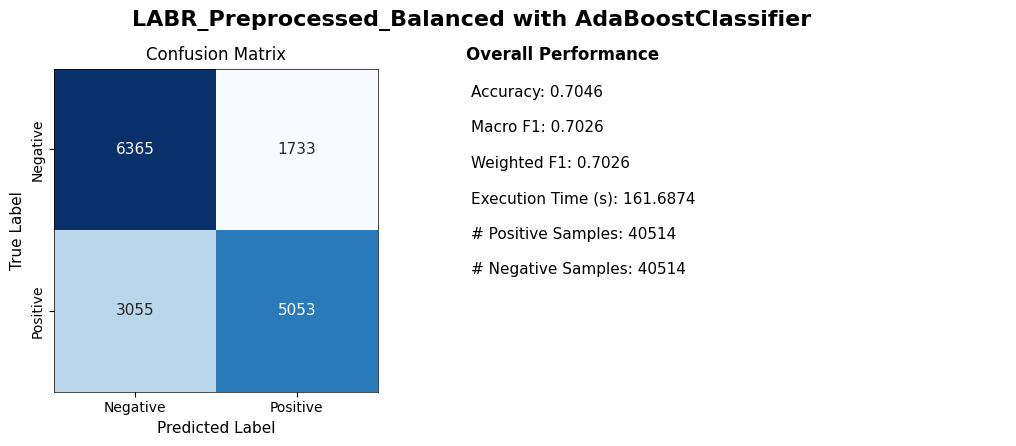 LABR_Preprocessed_Balanced with AdaBoostClassifier
Confusion Matrix
True Label
Negative
Positive
6365 1733
3055 5053
Negative Positive
Predicted Label
Overall Performance
Accuracy: 0.7046
Macro F1: 0.7026
Weighted F1: 0.7026
Execution Time (s): 161.6874
# Positive Samples: 40514
# Negative Samples: 40514